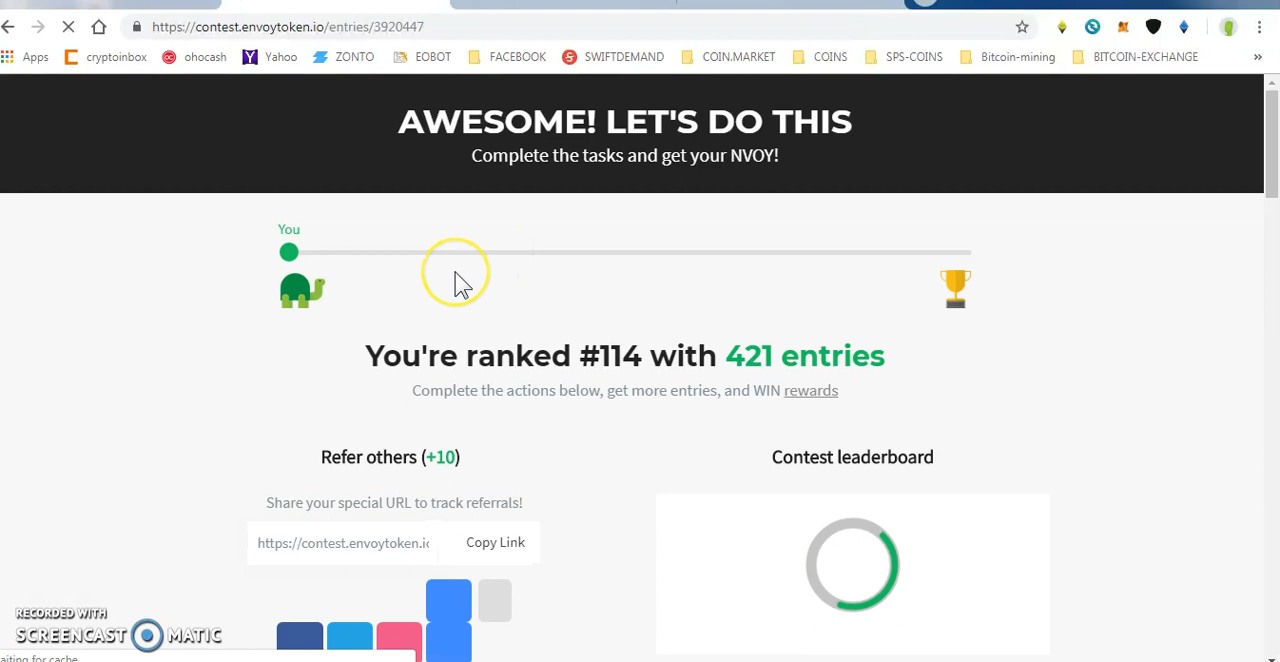 https://contest.envoytoken.io/entries/3920447
Apps cryptoinbox ohocash Yahoo ZONTO EOBOT FACEBOOK SWIFTDEMAND COIN.MARKET COINS SPS-COINS Bitcoin-mining BITCOIN-EXCHANGE »
AWESOME! LET'S DO THIS
Complete the tasks and get your NVOY!
You
You're ranked #114 with 421 entries
Complete the actions below, get more entries, and WIN rewards
Refer others (+10)
Contest leaderboard
Share your special URL to track referrals!
https://contest.envoytoken.io
Copy Link
RECORDED WITH
SCREENCAST MATIC
aiting for cache